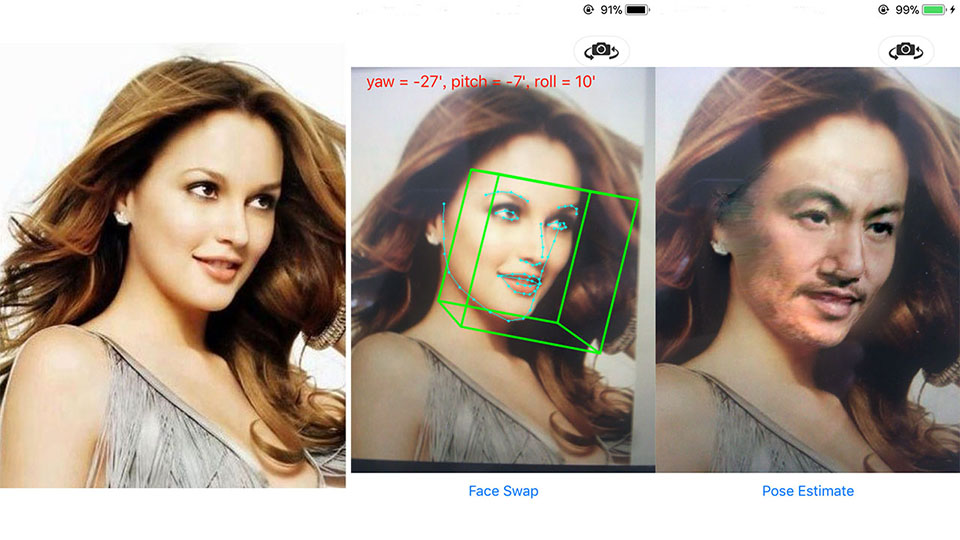 91%
99%
yaw = -27', pitch = -7', roll = 10'
Face Swap
Pose Estimate